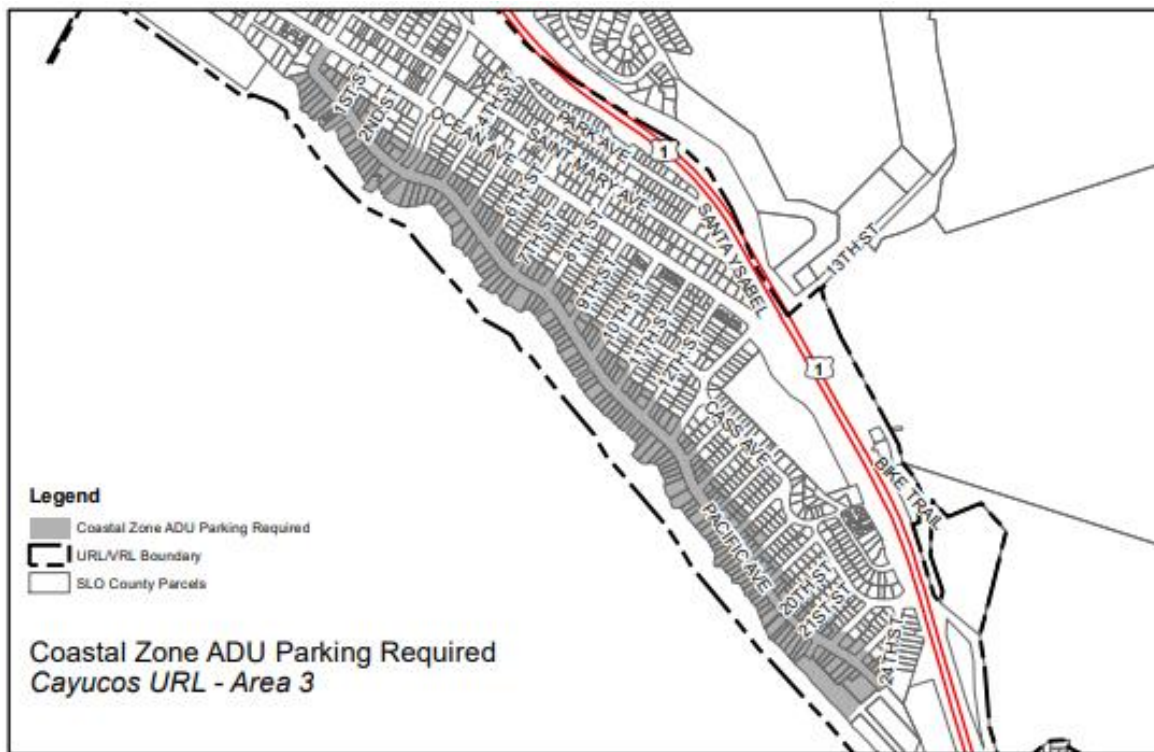 1ST ST
2ND ST
4TH ST
OCEAN AVE
PARK AVE
SAINT MARY AVE
1
6TH ST
7TH ST
8TH ST
9TH ST
10TH ST
11TH ST
12TH ST
SANTA YSABEL
13TH ST
1
CASS AVE
BIKE TRAIL
PACIFIC AVE
20TH ST
21ST ST
24TH ST
Legend
Coastal Zone ADU Parking Required
URL/VRL Boundary
SLO County Parcels
Coastal Zone ADU Parking Required
Cayucos URL - Area 3